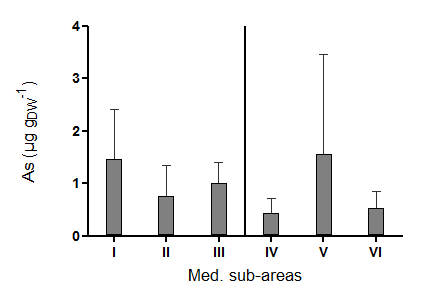 4
3
2
1
0
As (µg gDW-1)
I II III IV V VI
Med. sub-areas